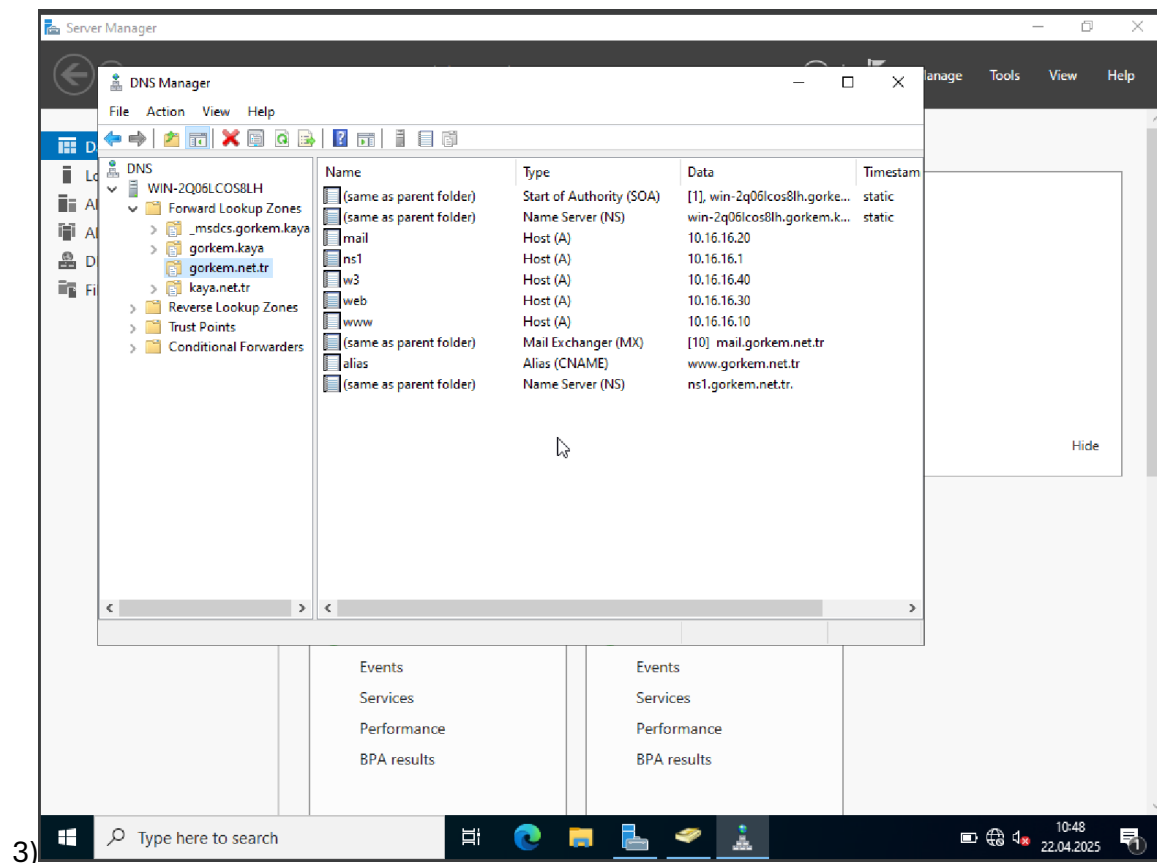 Server Manager
DNS Manager
Manage Tools View Help
File Action View Help
DNS
WIN-2Q06LCOS8LH
Forward Lookup Zones
_msdcs.gorkem.kaya
gorkem.kaya
gorkem.net.tr
kaya.net.tr
Reverse Lookup Zones
Trust Points
Conditional Forwarders
Name Type Data Timestam
(same as parent folder) Start of Authority (SOA) [1], win-2q06lcos8lh.gorke... static
(same as parent folder) Name Server (NS) win-2q06lcos8lh.gorkem.k... static
mail Host (A) 10.16.16.20
ns1 Host (A) 10.16.16.1
w3 Host (A) 10.16.16.40
web Host (A) 10.16.16.30
www Host (A) 10.16.16.10
(same as parent folder) Mail Exchanger (MX) [10] mail.gorkem.net.tr
alias Alias (CNAME) www.gorkem.net.tr
(same as parent folder) Name Server (NS) ns1.gorkem.net.tr.
Hide
Events Events
Services Services
Performance Performance
BPA results BPA results
3)
Type here to search
10:48
22.04.2025
1